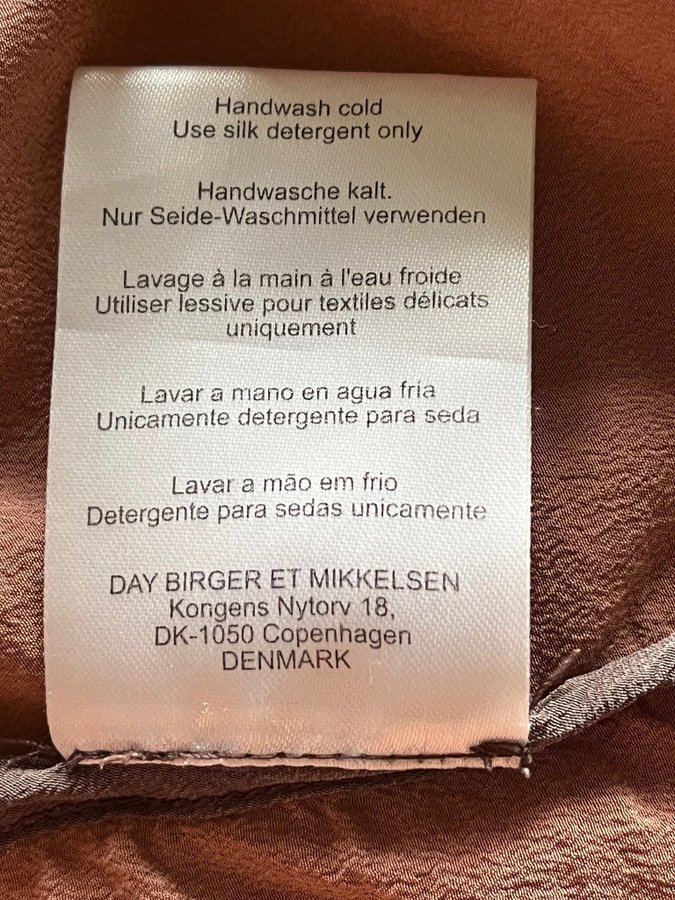 Handwash cold
Use silk detergent only
Handwasche kalt.
Nur Seide-Waschmittel verwenden
Lavage à la main à l'eau froide
Utiliser lessive pour textiles délicats
uniquement
Lavar a mano en agua fria
Unicamente detergente para seda
Lavar a mão em frio
Detergente para sedas unicamente
DAY BIRGER ET MIKKELSEN
Kongens Nytorv 18,
DK-1050 Copenhagen
DENMARK